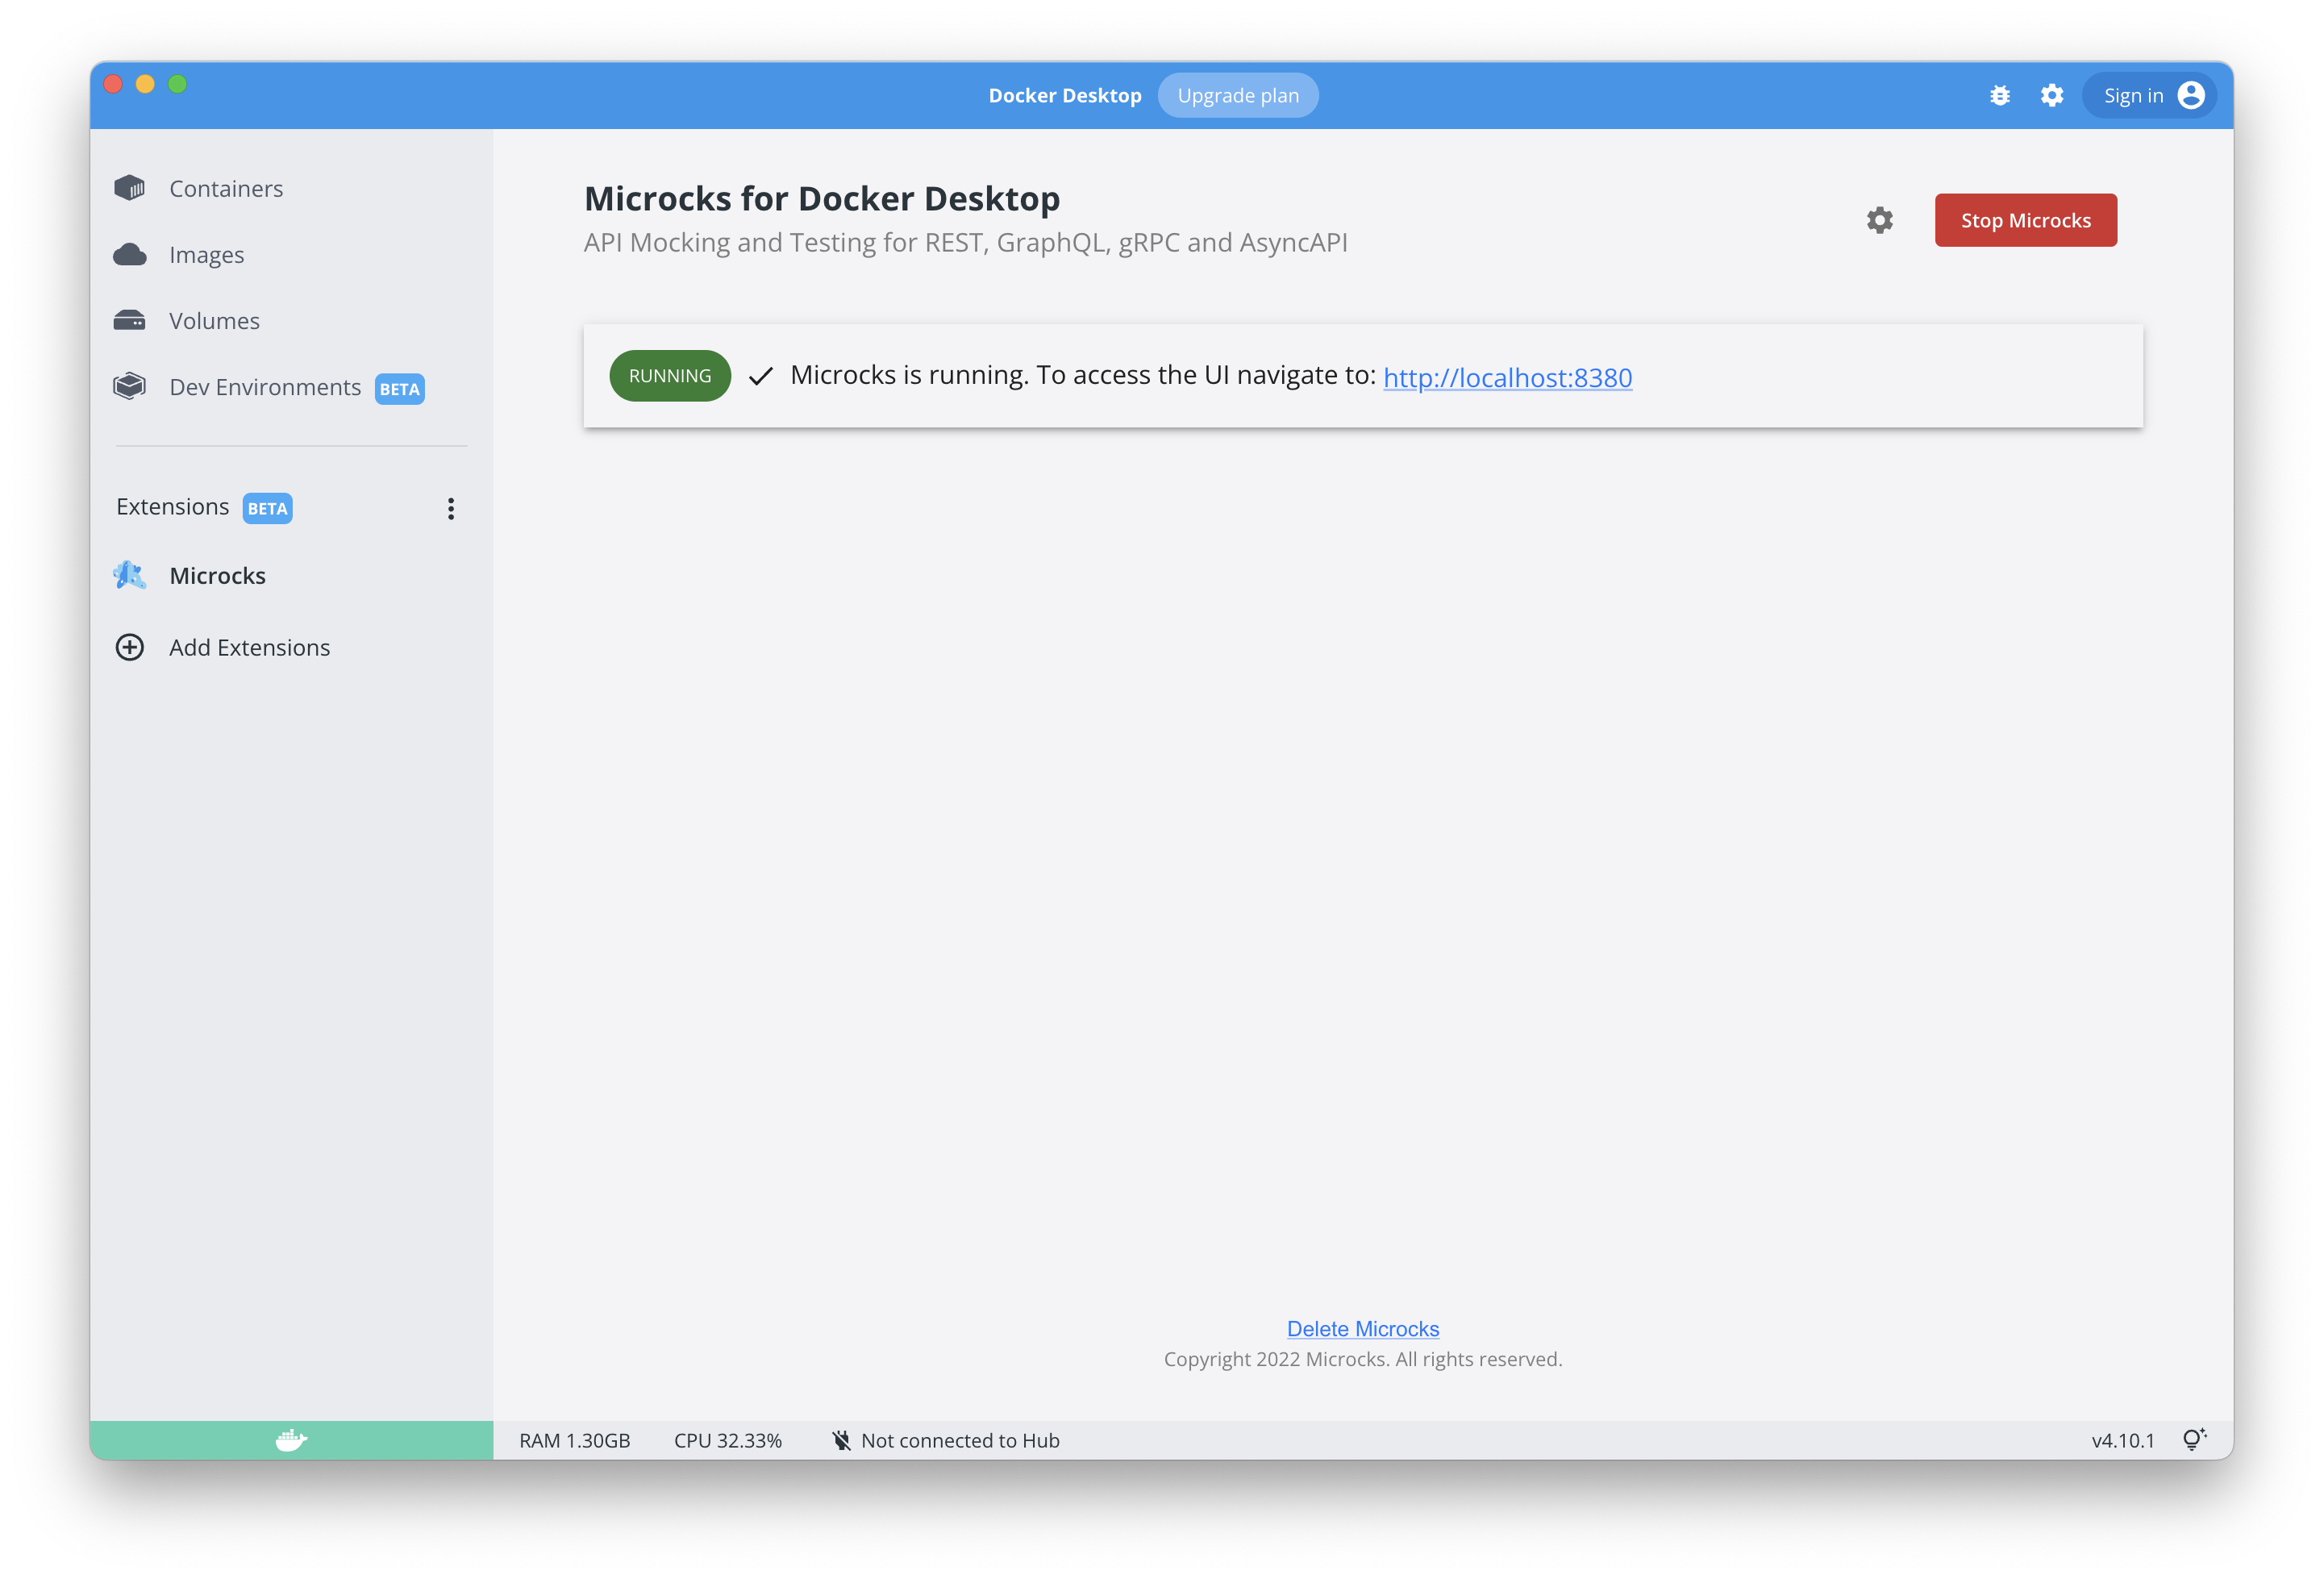 Docker Desktop Upgrade plan Sign in
Containers
Images
Volumes
Dev Environments BETA
Extensions BETA
Microcks
Add Extensions
Microcks for Docker Desktop
API Mocking and Testing for REST, GraphQL, gRPC and AsyncAPI
Stop Microcks
RUNNING Microcks is running. To access the UI navigate to: http://localhost:8380
Delete Microcks
Copyright 2022 Microcks. All rights reserved.
RAM 1.30GB CPU 32.33% Not connected to Hub v4.10.1